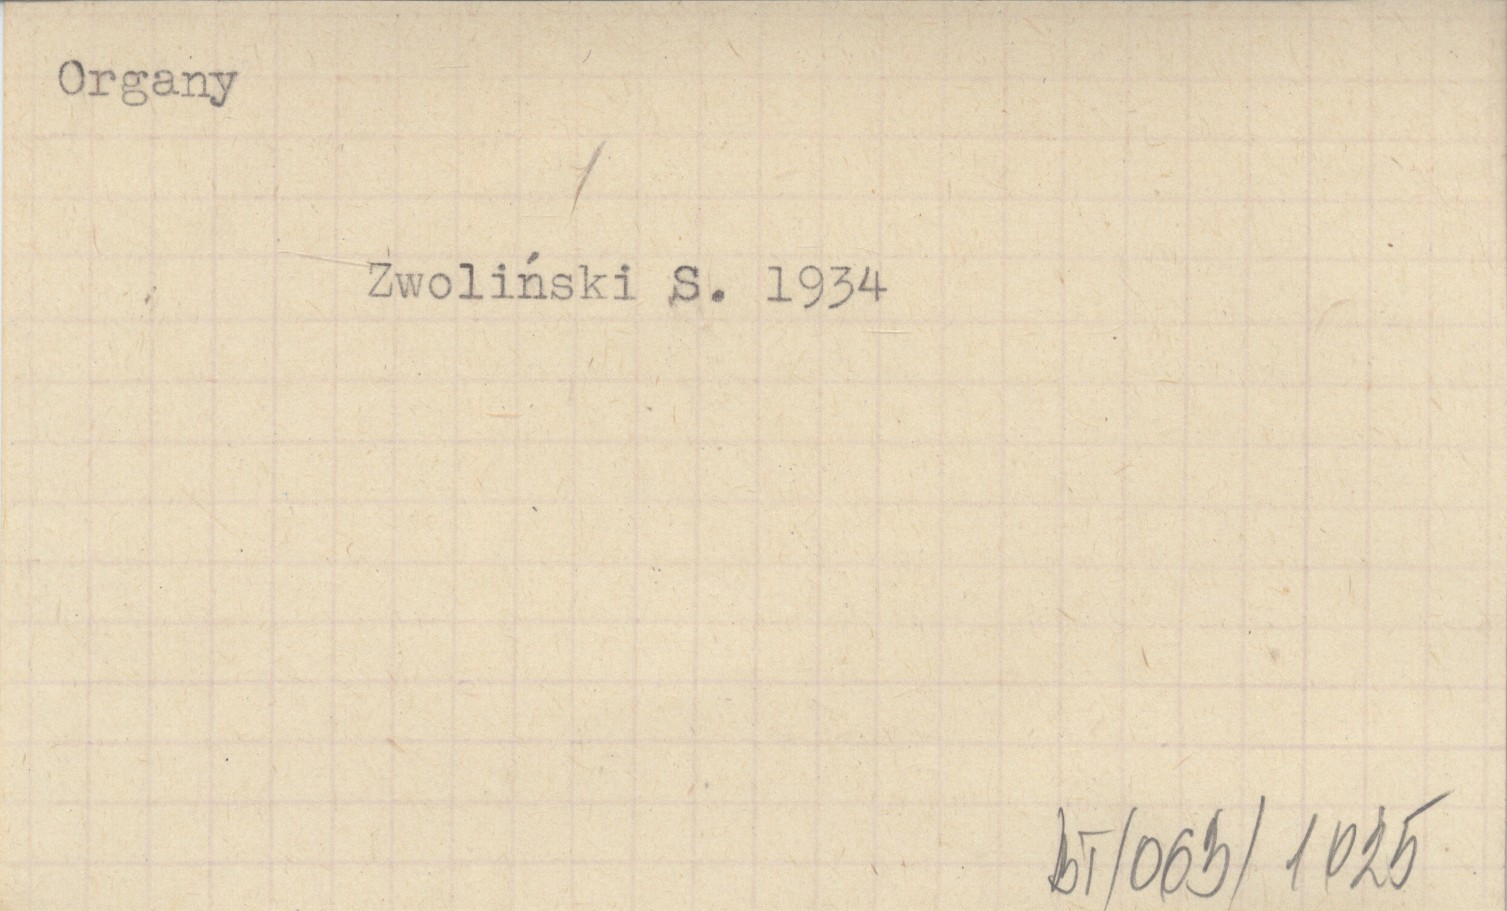 Organy
Zwoliński S. 1934
BT/063/1025